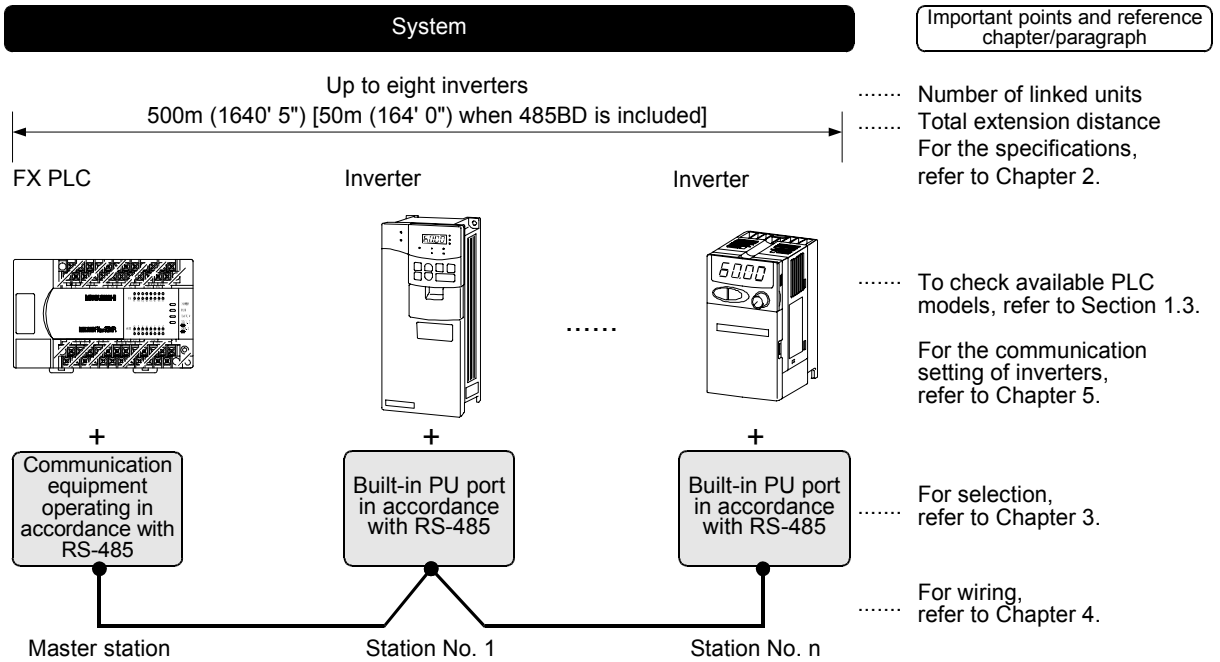 System
Important points and reference
chapter/paragraph
Up to eight inverters
500m (1640' 5") [50m (164' 0") when 485BD is included]
....... Number of linked units
....... Total extension distance
For the specifications,
refer to Chapter 2.
FX PLC
Inverter
Inverter
60.00
......
....... To check available PLC
models, refer to Section 1.3.
For the communication
setting of inverters,
refer to Chapter 5.
+
+
+
Communication
equipment
operating in
accordance with
RS-485
Built-in PU port
in accordance
with RS-485
Built-in PU port
in accordance
with RS-485
....... For selection,
refer to Chapter 3.
....... For wiring,
refer to Chapter 4.
Master station
Station No. 1
Station No. n